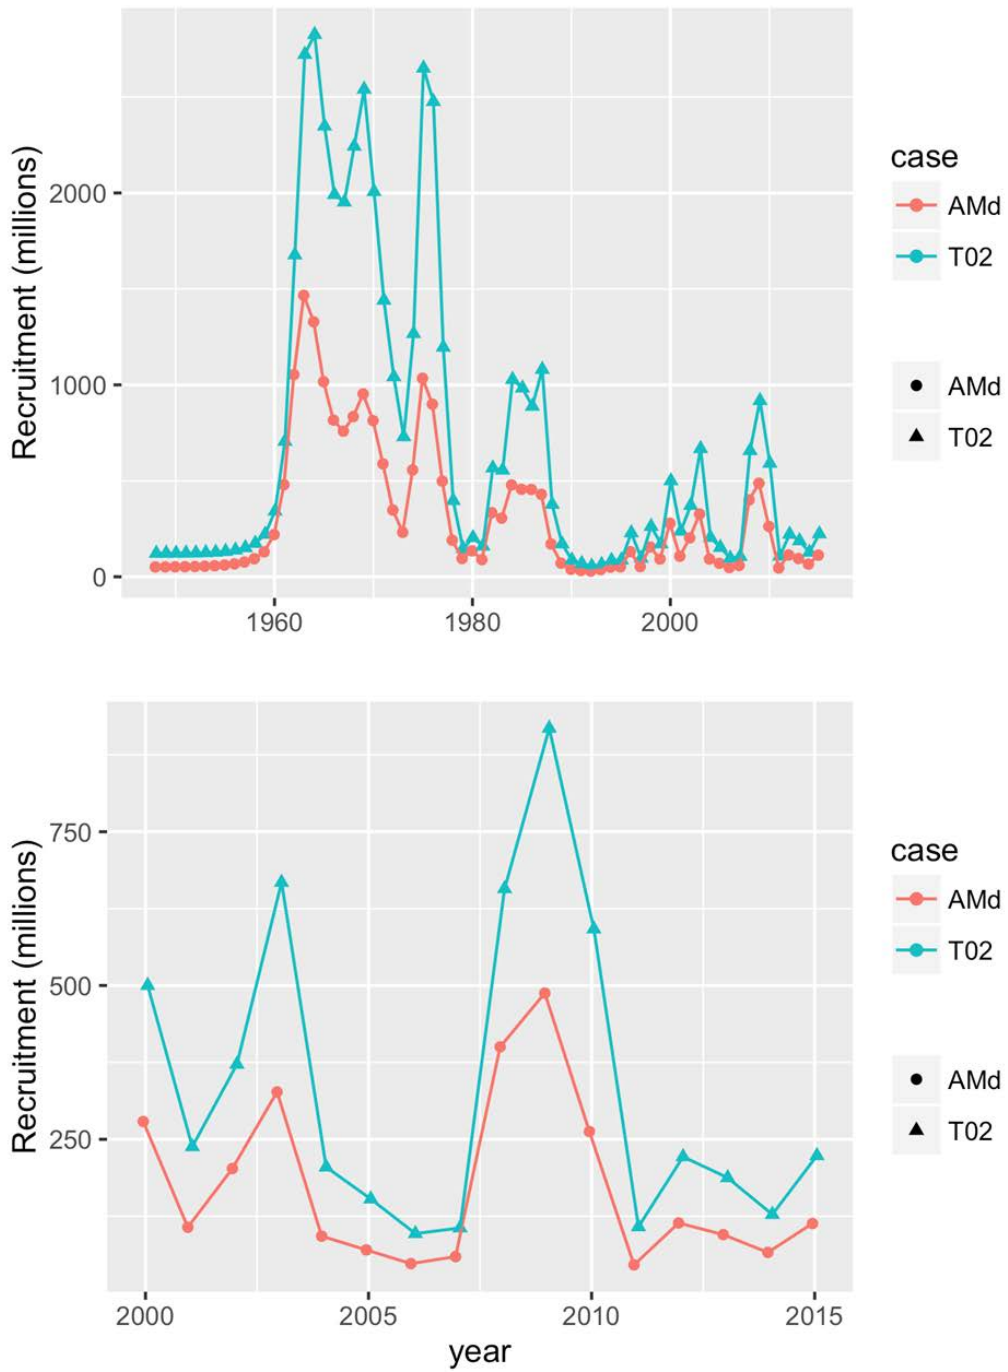 Recruitment (millions)
2000
1000
0
1960 1980 2000
case
AMd
T02
AMd
T02
Recruitment (millions)
750
500
250
2000 2005 2010 2015
year
case
AMd
T02
AMd
T02